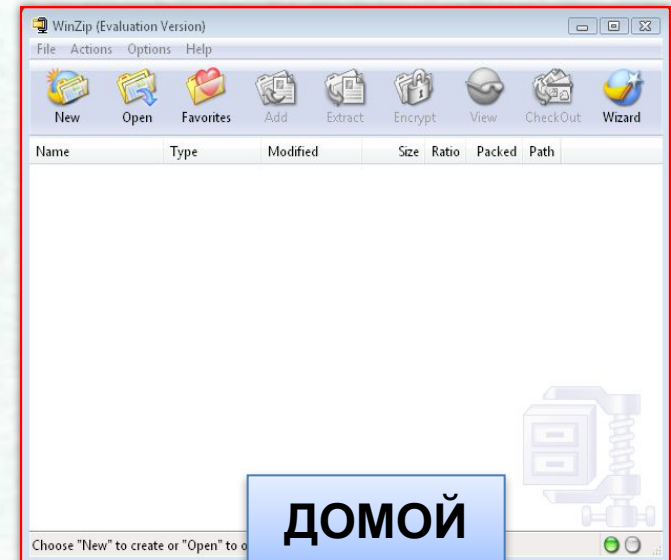 WinZip (Evaluation Version)
File Actions Options Help
New Open Favorites Add Extract Encrypt View CheckOut Wizard
Name Type Modified Size Ratio Packed Path
ДОМОЙ
Choose "New" to create or "Open" to o